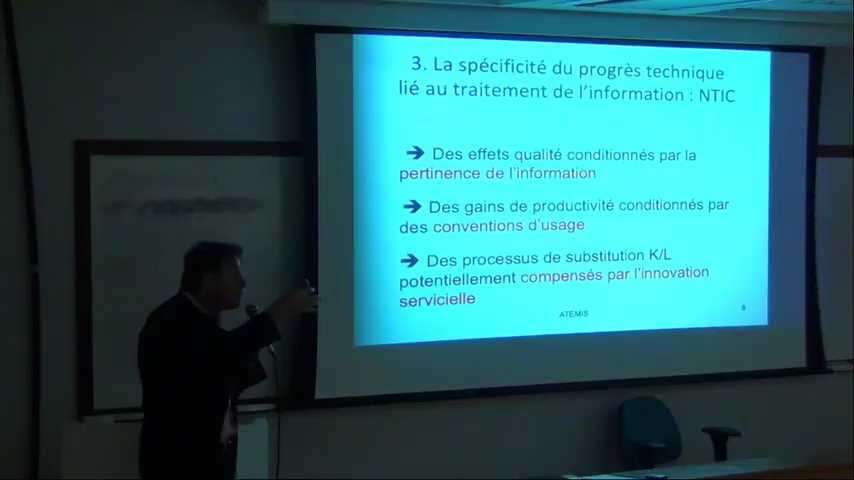 3. La spécificité du progrès technique
lié au traitement de l'information : NTIC
➔ Des effets qualité conditionnés par la
pertinence de l'information
➔ Des gains de productivité conditionnés par
des conventions d'usage
➔ Des processus de substitution K/L
potentiellement compensés par l'innovation
servicielle
ATEMIS
6